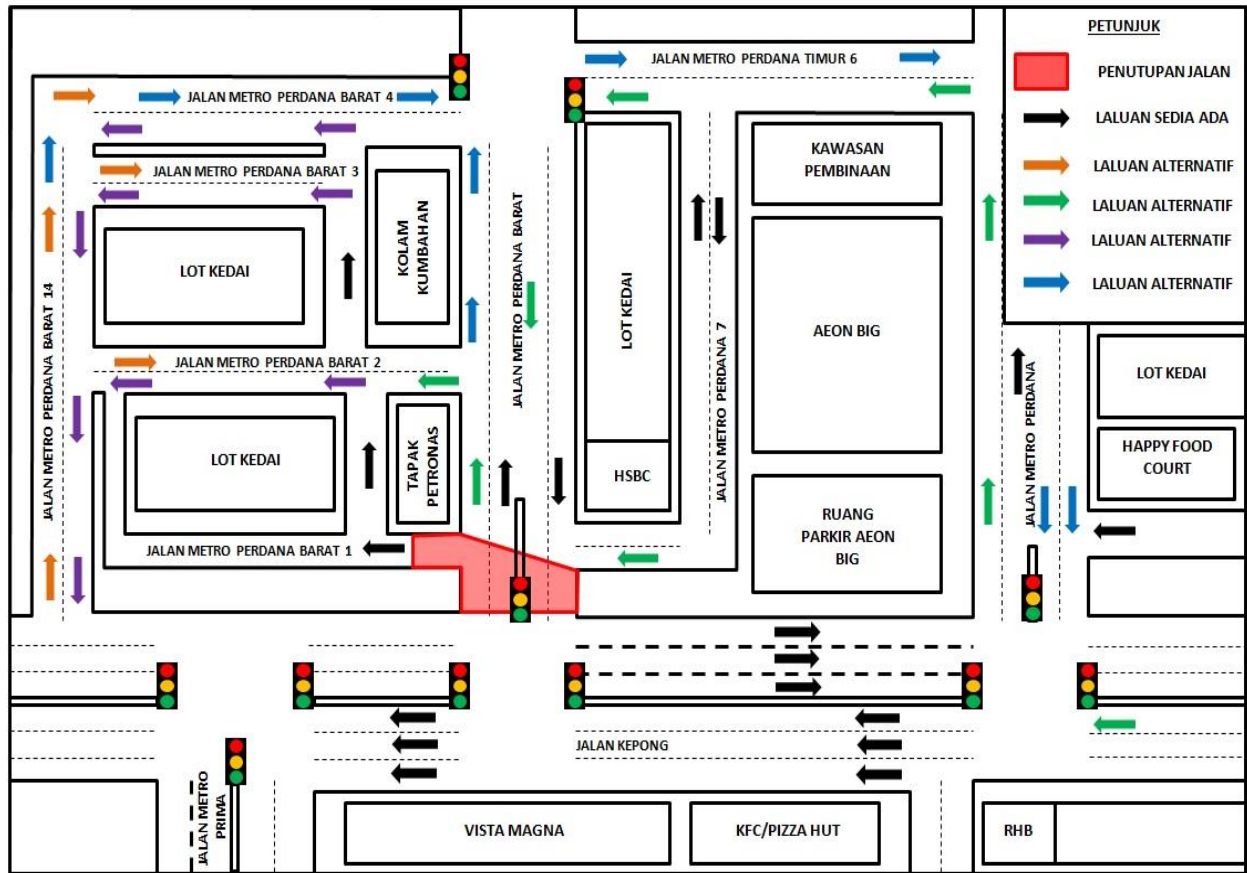 PETUNJUK
PENUTUPAN JALAN
LALUAN SEDIA ADA
LALUAN ALTERNATIF
LALUAN ALTERNATIF
LALUAN ALTERNATIF
LALUAN ALTERNATIF
JALAN METRO PERDANA TIMUR 6
JALAN METRO PERDANA BARAT 4
JALAN METRO PERDANA BARAT 3
KOLAM
KUMBAHAN
LOT KEDAI
JALAN METRO PERDANA BARAT 14
JALAN METRO PERDANA BARAT 2
LOT KEDAI
TAPAK
PETRONAS
JALAN METRO PERDANA BARAT 1
JALAN METRO PERDANA BARAT
LOT KEDAI
HSBC
JALAN METRO PERDANA 7
KAWASAN
PEMBINAAN
AEON BIG
RUANG
PARKIR AEON
BIG
JALAN METRO PERDANA
LOT KEDAI
HAPPY FOOD
COURT
JALAN KEPONG
JALAN METRO
PRIMA
VISTA MAGNA
KFC/PIZZA HUT
RHB